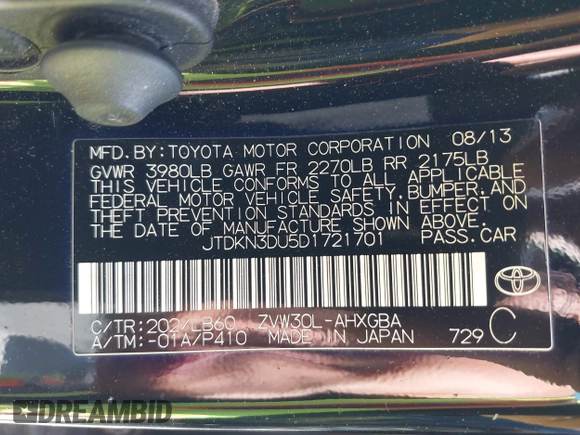 MFD. BY: TOYOTA MOTOR CORPORATION 08/13
GVWR 3980LB GAWR FR 2270LB RR 2175LB
THIS VEHICLE CONFORMS TO ALL APPLICABLE
FEDERAL MOTOR VEHICLE SAFETY, BUMPER, AND
THEFT PREVENTION STANDARDS IN EFFECT ON
THE DATE OF MANUFACTURE SHOWN ABOVE.
JTDKN3DU5D1721701 PASS. CAR
C/TR: 202/LB60 ZVW30L-AHXGBA
A/TM: -01A/P410 MADE IN JAPAN 729 C
TOYOTA
DREAMBID